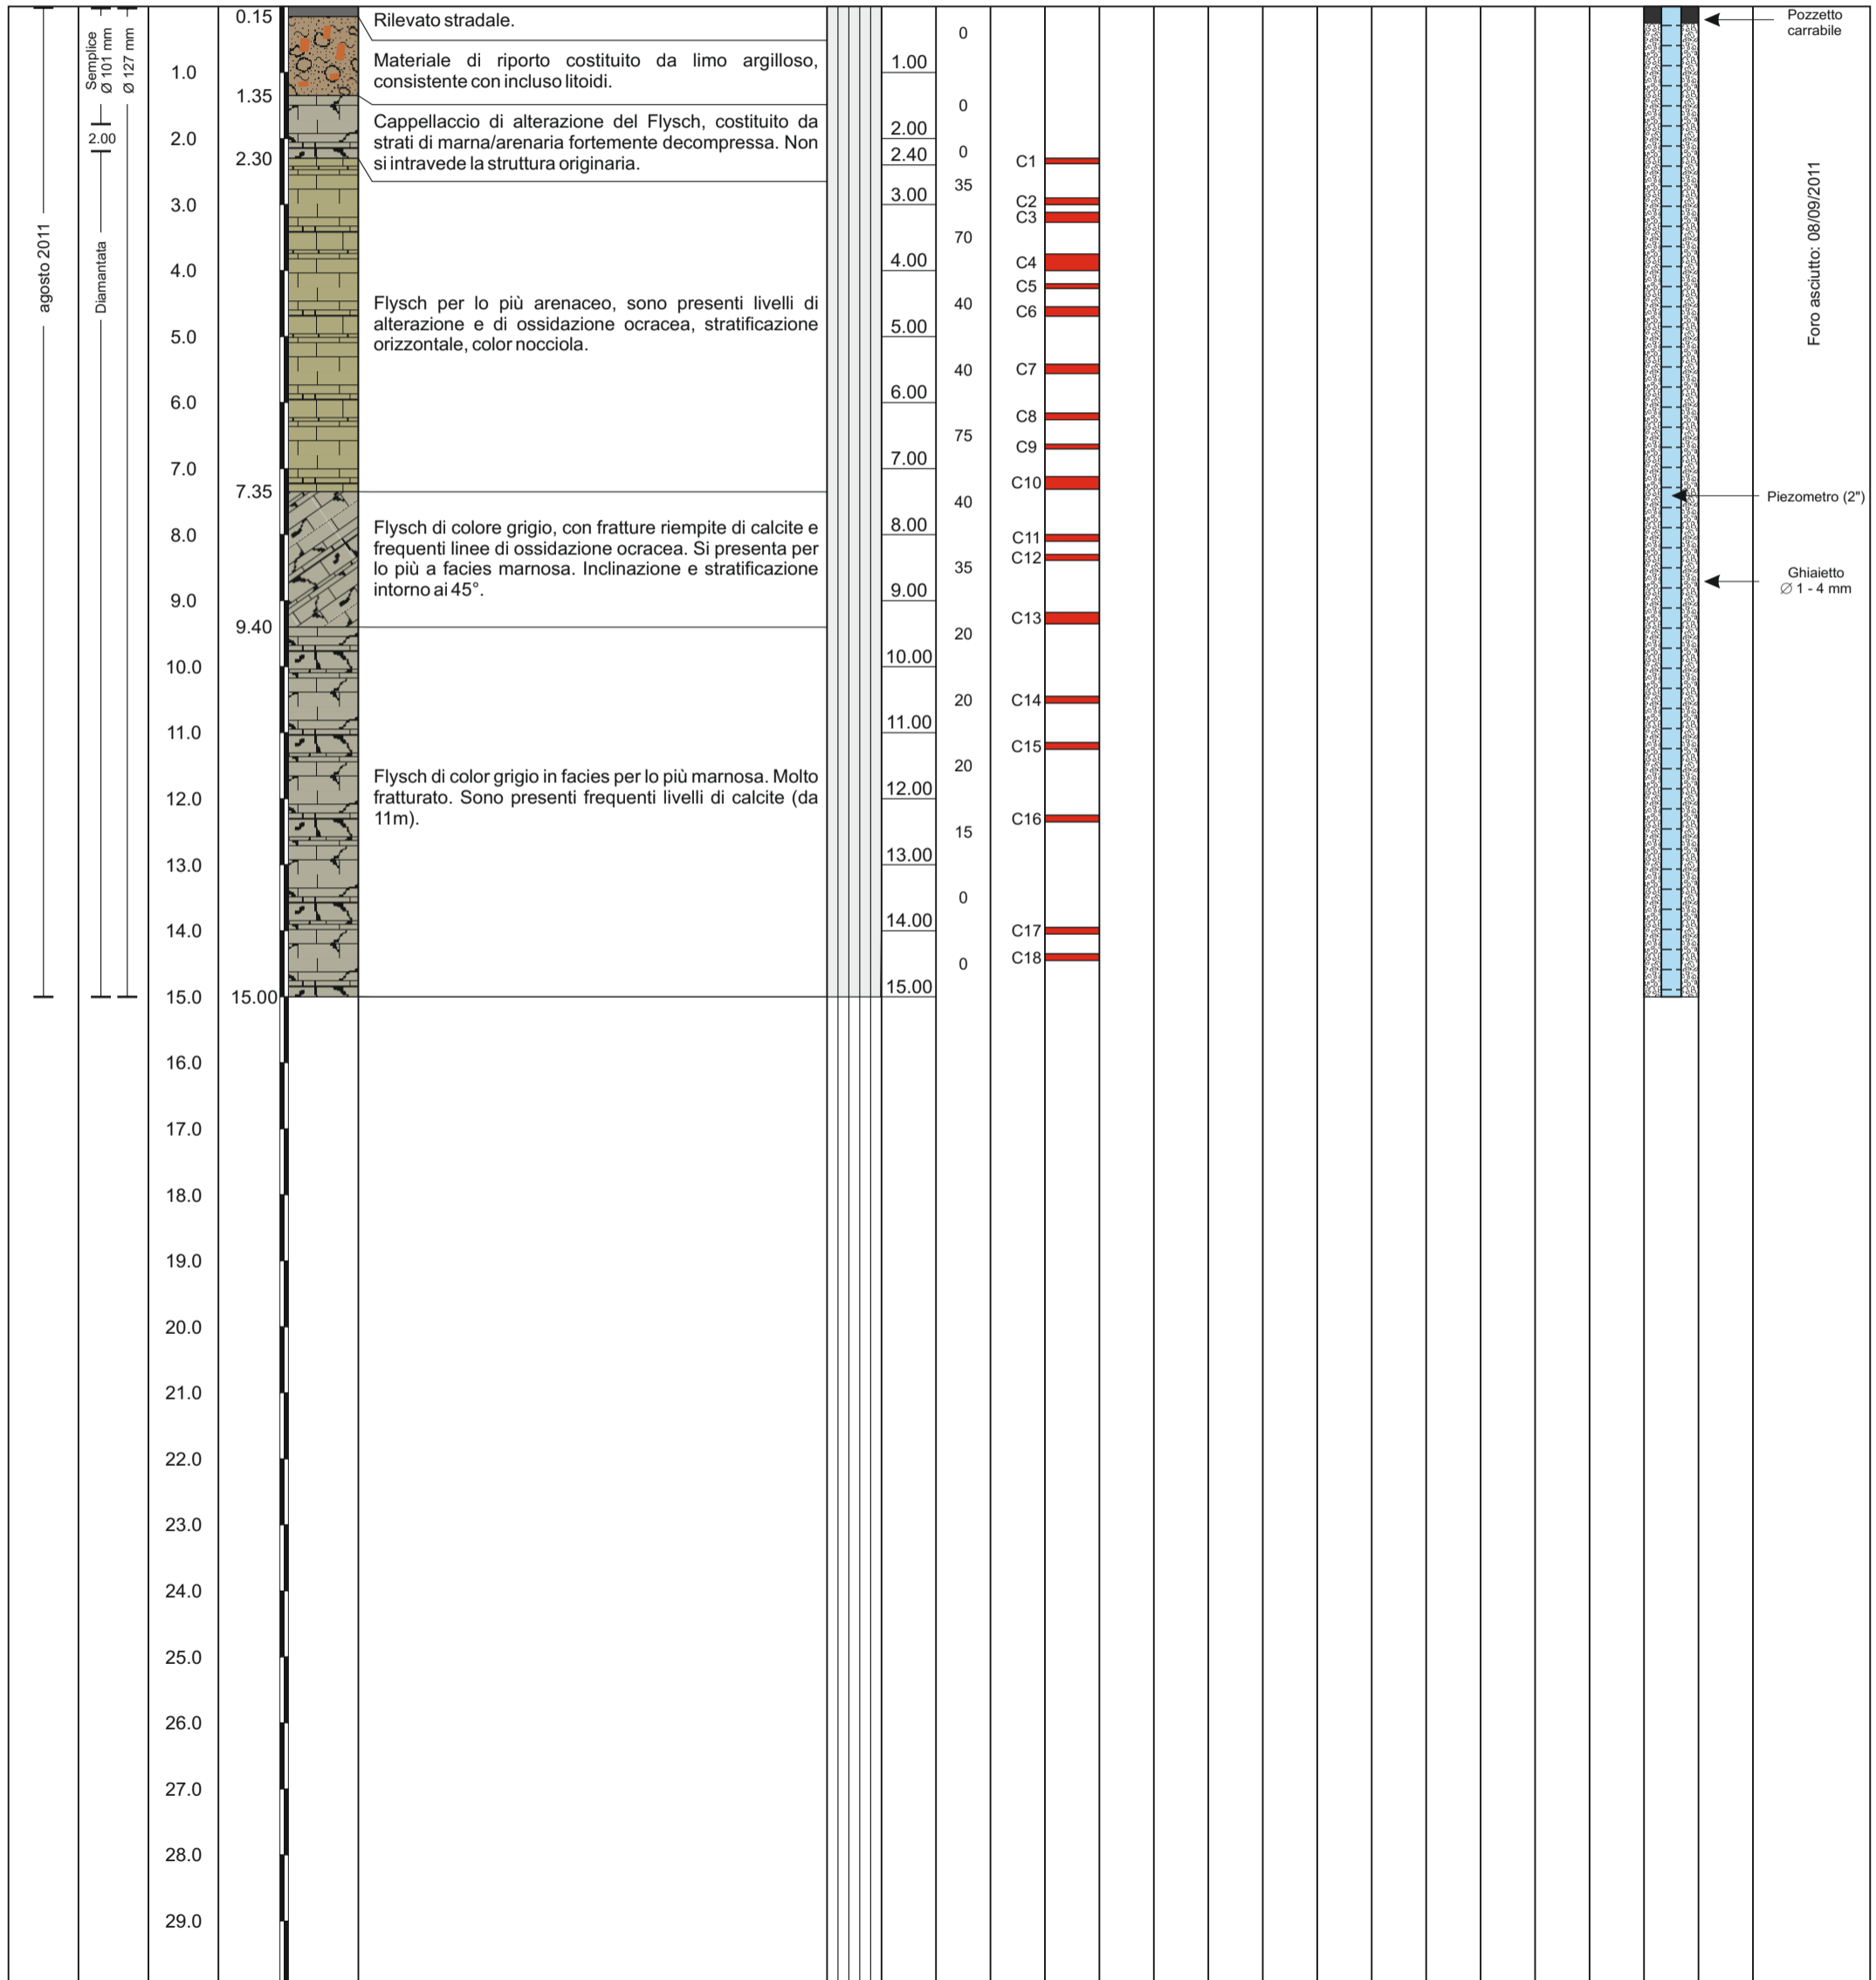 agosto 2011
Semplice
Ø 101 mm
2.00
Diamantata
Ø 127 mm
1.0
2.0
3.0
4.0
5.0
6.0
7.0
8.0
9.0
10.0
11.0
12.0
13.0
14.0
15.0
16.0
17.0
18.0
19.0
20.0
21.0
22.0
23.0
24.0
25.0
26.0
27.0
28.0
29.0
0.15
1.35
2.30
7.35
9.40
15.00
Rilevato stradale.
Materiale di riporto costituito da limo argilloso,
consistente con incluso litoidi.
Cappellaccio di alterazione del Flysch, costituito da
strati di marna/arenaria fortemente decompressa. Non
si intravede la struttura originaria.
Flysch per lo più arenaceo, sono presenti livelli di
alterazione e di ossidazione ocracea, stratificazione
orizzontale, color nocciola.
Flysch di colore grigio, con fratture riempite di calcite e
frequenti linee di ossidazione ocracea. Si presenta per
lo più a facies marnosa. Inclinazione e stratificazione
intorno ai 45°.
Flysch di color grigio in facies per lo più marnosa. Molto
fratturato. Sono presenti frequenti livelli di calcite (da
11m).
1.00
2.00
2.40
3.00
4.00
5.00
6.00
7.00
8.00
9.00
10.00
11.00
12.00
13.00
14.00
15.00
0
0
0
35
70
40
40
75
40
35
20
20
20
15
0
0
C1
C2
C3
C4
C5
C6
C7
C8
C9
C10
C11
C12
C13
C14
C15
C16
C17
C18
Pozzetto
carrabile
Foro asciutto: 08/09/2011
Piezometro (2")
Ghiaietto
∅ 1 - 4 mm